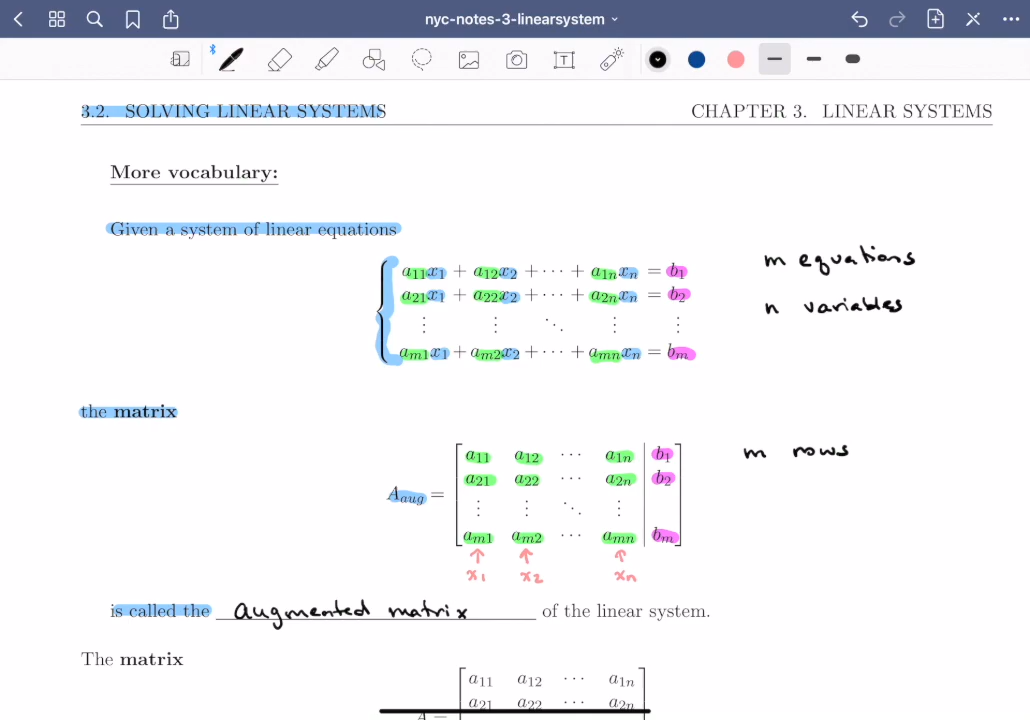 nyc-notes-3-linearsystem
3.2. SOLVING LINEAR SYSTEMS CHAPTER 3. LINEAR SYSTEMS
More vocabulary:
Given a system of linear equations
a₁₁x₁ + a₁₂x₂ + ··· + a₁ₙxₙ = b₁
a₂₁x₁ + a₂₂x₂ + ··· + a₂ₙxₙ = b₂
⋮ ⋮ ⋱ ⋮ ⋮
aₘ₁x₁ + aₘ₂x₂ + ··· + aₘₙxₙ = bₘ
m equations
n variables
the matrix
A_aug =
a₁₁ a₁₂ ··· a₁ₙ | b₁
a₂₁ a₂₂ ··· a₂ₙ | b₂
⋮ ⋮ ⋱ ⋮
aₘ₁ aₘ₂ ··· aₘₙ | bₘ
m rows
↑ ↑ ↑
x₁ x₂ xₙ
is called the augmented matrix of the linear system.
The matrix
a₁₁ a₁₂ ··· a₁ₙ
a₂₁ a₂₂ ··· a₂ₙ
A =